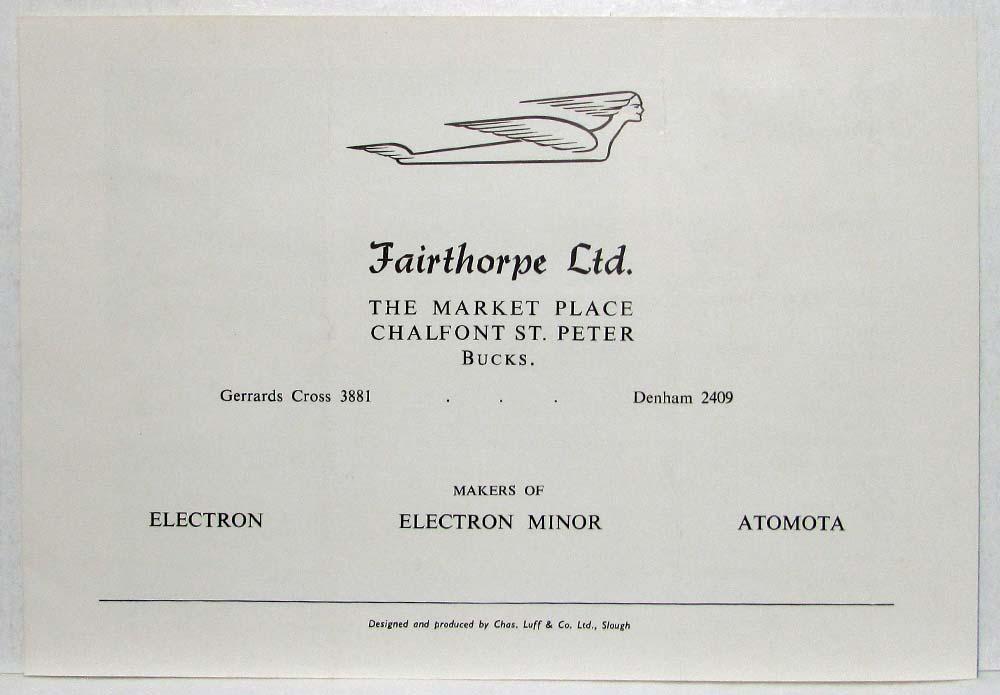 Fairthorpe Ltd.
THE MARKET PLACE
CHALFONT ST. PETER
BUCKS.
Gerrards Cross 3881 . . . Denham 2409
MAKERS OF
ELECTRON ELECTRON MINOR ATOMOTA
Designed and produced by Chas. Luff & Co. Ltd., Slough